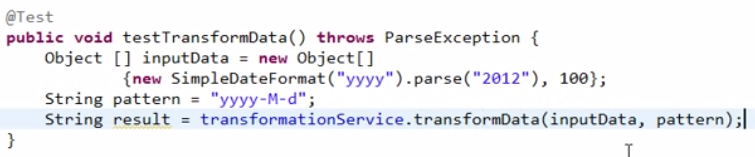 @Test
public void testTransformData() throws ParseException {
    Object [] inputData = new Object[]
            {new SimpleDateFormat("yyyy").parse("2012"), 100};
    String pattern = "yyyy-M-d";
    String result = transformationService.transformData(inputData, pattern);
}